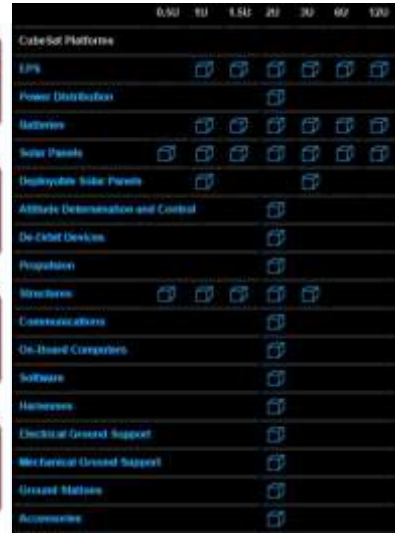 0.5U 1U 1.5U 2U 3U 6U 12U
CubeSat Platforms
EPS
Power Distribution
Batteries
Solar Panels
Deployable Solar Panels
Attitude Determination and Control
De-Orbit Devices
Propulsion
Structures
Communications
On-Board Computers
Software
Harnesses
Electrical Ground Support
Mechanical Ground Support
Ground Stations
Accessories